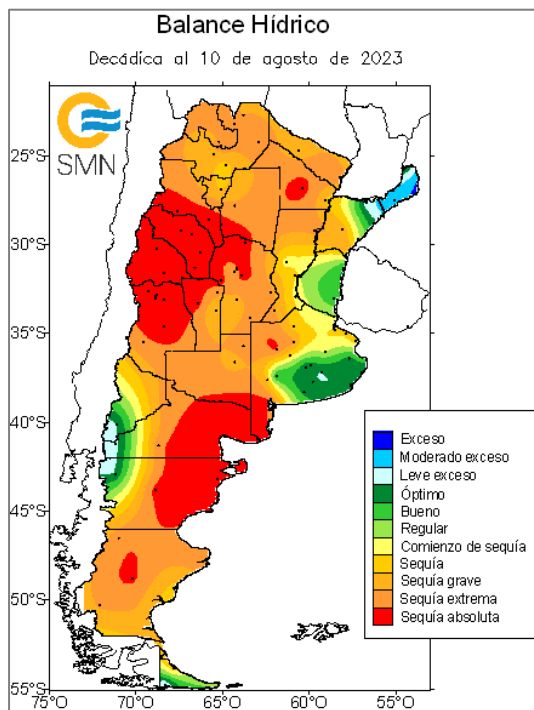 Balance Hídrico
Decádica al 10 de agosto de 2023
SMN
25°S
30°S
35°S
40°S
45°S
50°S
55°S
75°O 70°O 65°O 60°O 55°O
Exceso
Moderado exceso
Leve exceso
Óptimo
Bueno
Regular
Comienzo de sequía
Sequía
Sequía grave
Sequía extrema
Sequía absoluta